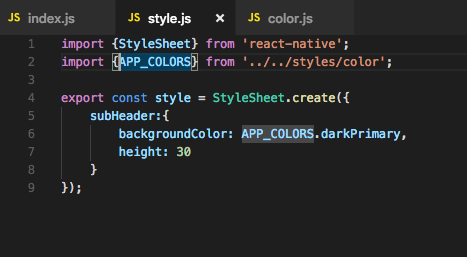 JS index.js JS style.js × JS color.js
1 import {StyleSheet} from 'react-native';
2 import {APP_COLORS} from '../../styles/color';
3
4 export const style = StyleSheet.create({
5     subHeader:{
6         backgroundColor: APP_COLORS.darkPrimary,
7         height: 30
8     }
9 });